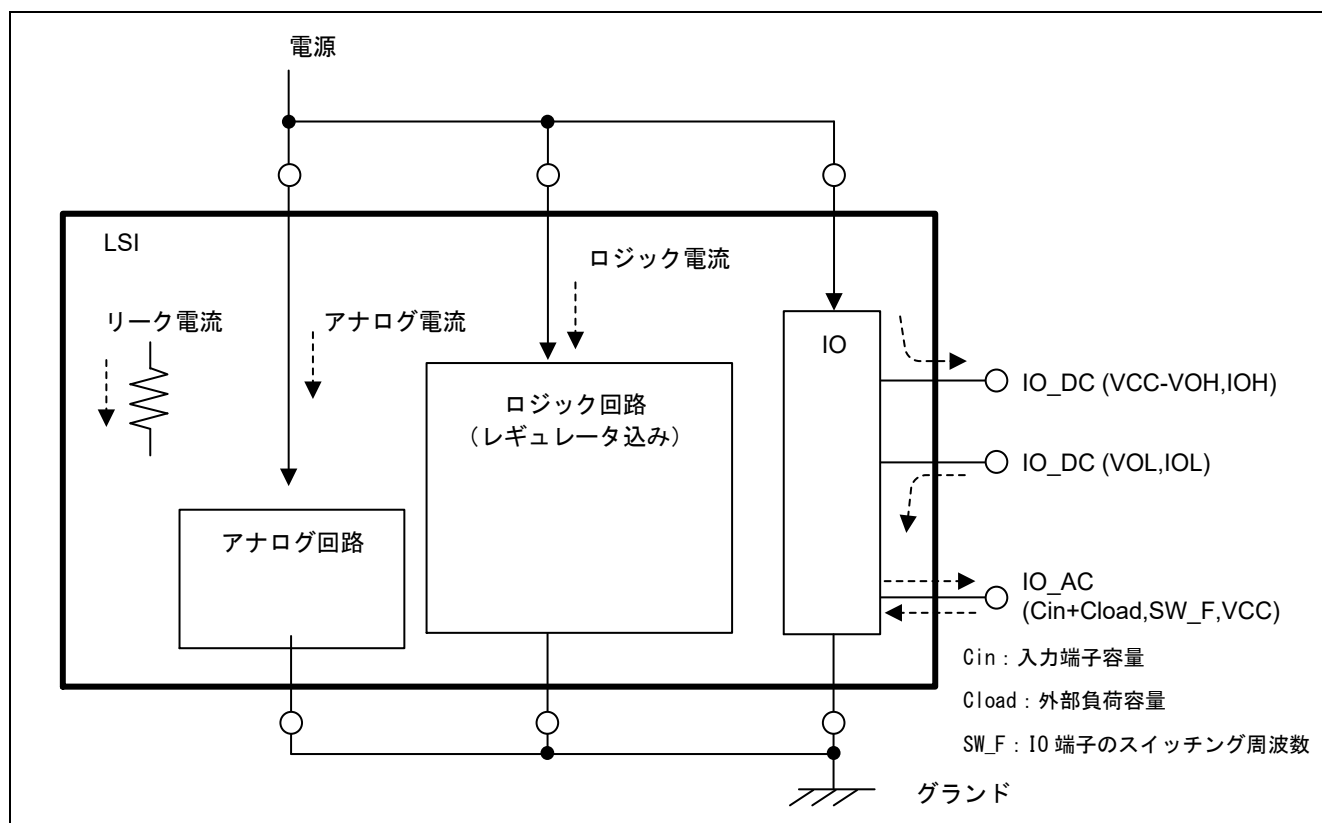 電源
LSI
ロジック電流
リーク電流
アナログ電流
IO
ロジック回路
（レギュレータ込み）
アナログ回路
IO_DC (VCC-VOH,IOH)
IO_DC (VOL,IOL)
IO_AC
(Cin+Cload,SW_F,VCC)
Cin：入力端子容量
Cload：外部負荷容量
SW_F：IO 端子のスイッチング周波数
グランド